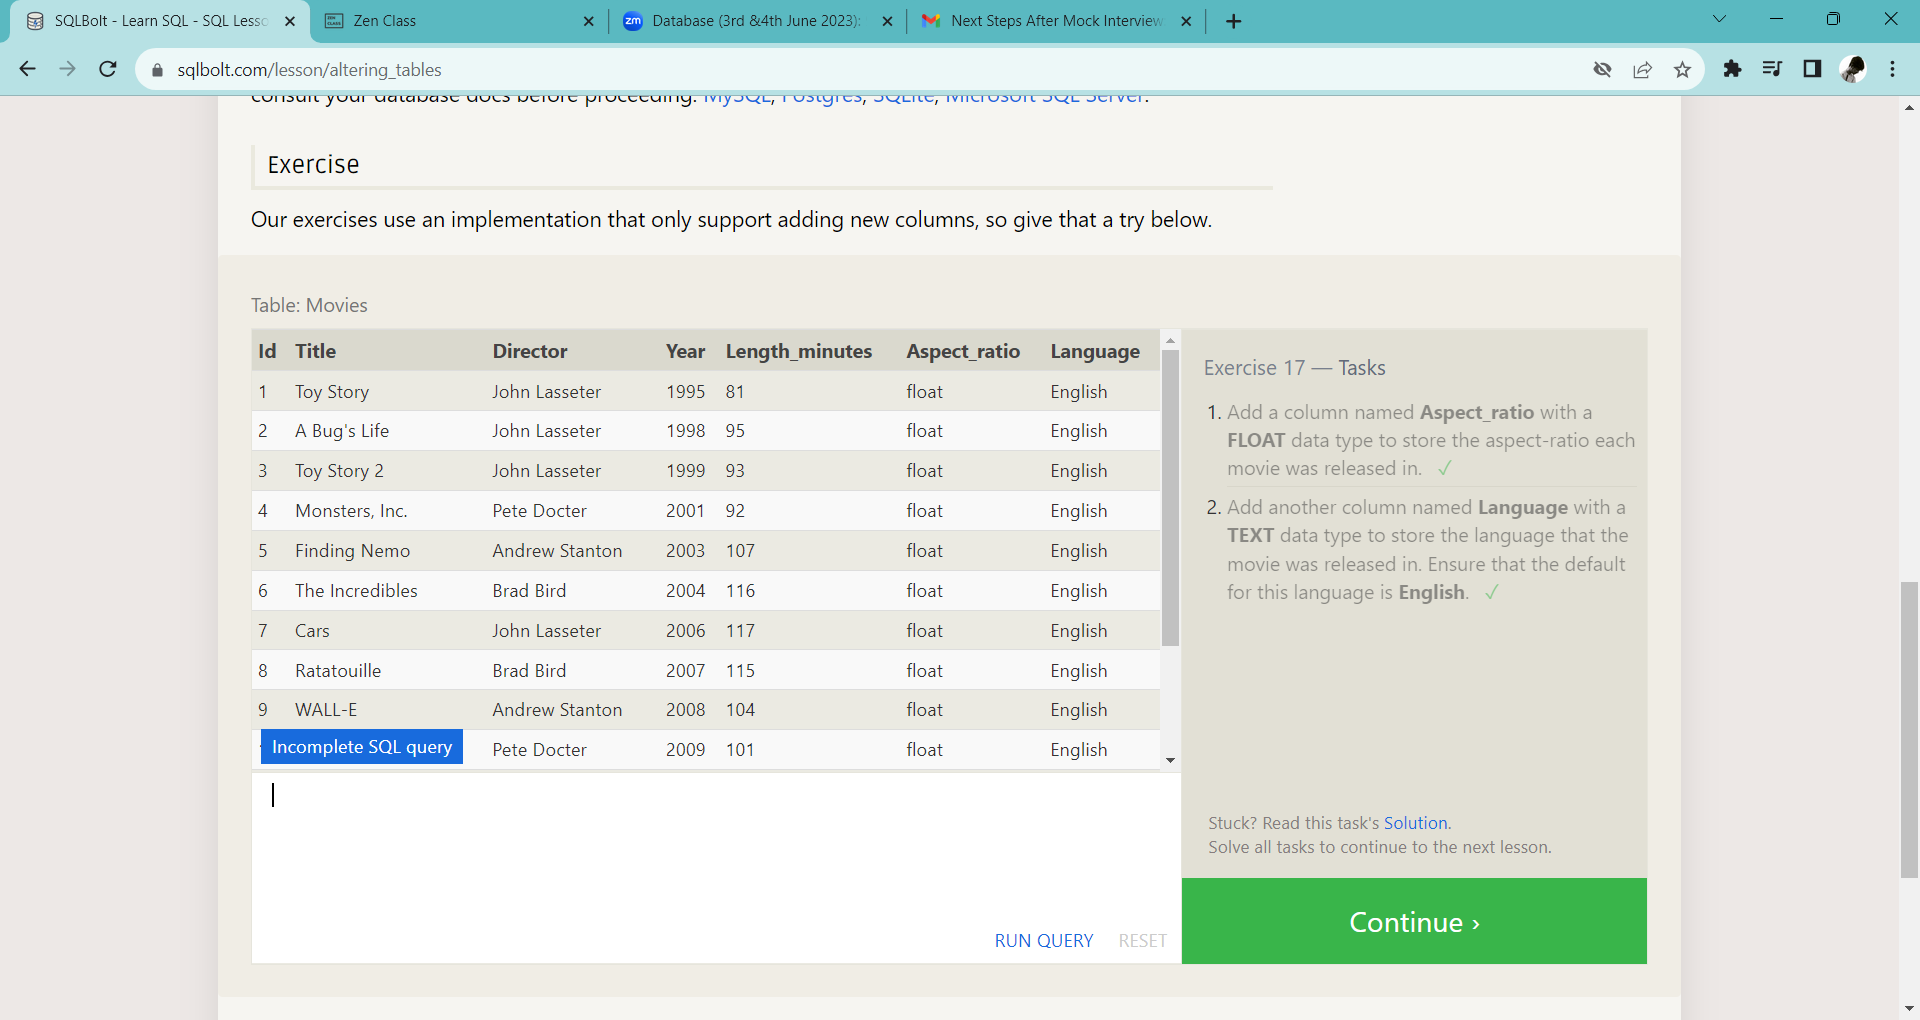 SQLBolt - Learn SQL - SQL Lesso
Zen Class
zm Database (3rd &4th June 2023):
Next Steps After Mock Interview
sqlbolt.com/lesson/altering_tables
consult your database docs before proceeding: MySQL, Postgres, SQLite, Microsoft SQL Server.
Exercise
Our exercises use an implementation that only support adding new columns, so give that a try below.
Table: Movies
Id Title Director Year Length_minutes Aspect_ratio Language
1 Toy Story John Lasseter 1995 81 float English
2 A Bug's Life John Lasseter 1998 95 float English
3 Toy Story 2 John Lasseter 1999 93 float English
4 Monsters, Inc. Pete Docter 2001 92 float English
5 Finding Nemo Andrew Stanton 2003 107 float English
6 The Incredibles Brad Bird 2004 116 float English
7 Cars John Lasseter 2006 117 float English
8 Ratatouille Brad Bird 2007 115 float English
9 WALL-E Andrew Stanton 2008 104 float English
Pete Docter 2009 101 float English
Incomplete SQL query
RUN QUERY RESET
Exercise 17 — Tasks
1. Add a column named Aspect_ratio with a
FLOAT data type to store the aspect-ratio each
movie was released in. ✓
2. Add another column named Language with a
TEXT data type to store the language that the
movie was released in. Ensure that the default
for this language is English. ✓
Stuck? Read this task's Solution.
Solve all tasks to continue to the next lesson.
Continue ›